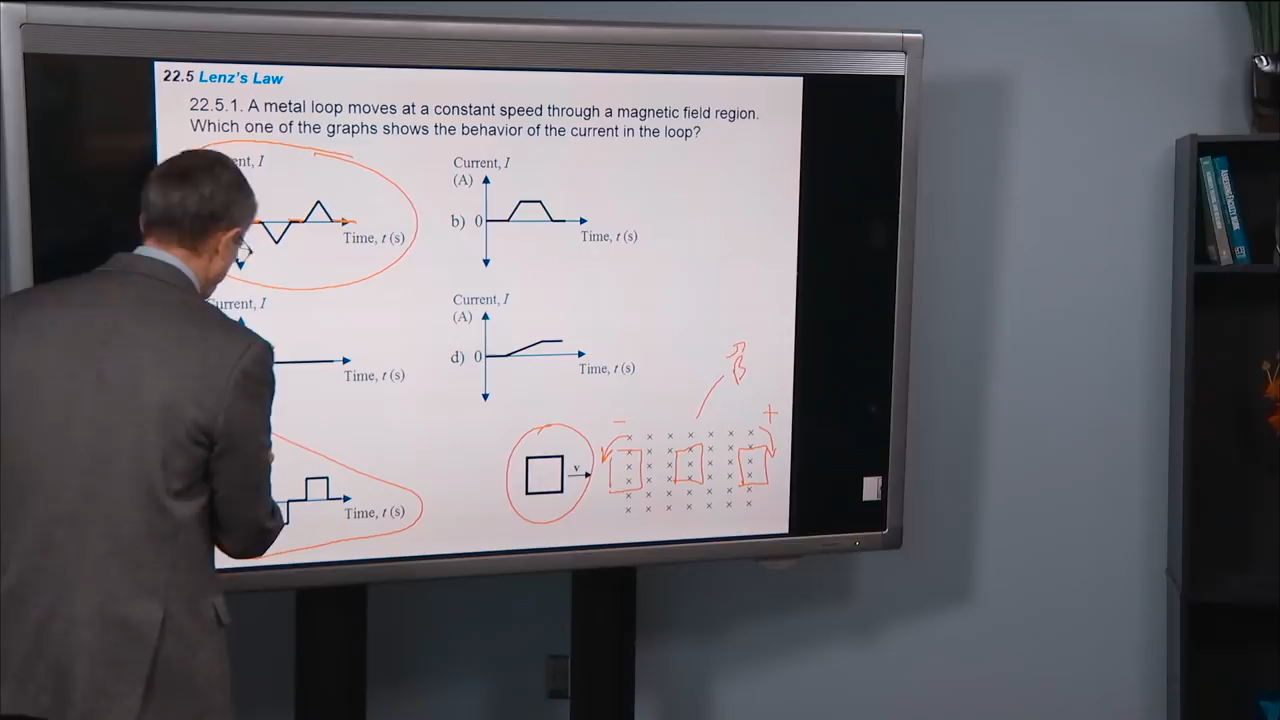 22.5 Lenz's Law
22.5.1. A metal loop moves at a constant speed through a magnetic field region.
Which one of the graphs shows the behavior of the current in the loop?
ent, I
Time, t (s)
Current, I
(A)
b) 0
Time, t (s)
urrent, I
Time, t (s)
Current, I
(A)
d) 0
Time, t (s)
Time, t (s)
B
- +
v
× × × × × × ×
× × × × × × ×
× × × × × × ×
× × × × × × ×
× × × × × × ×